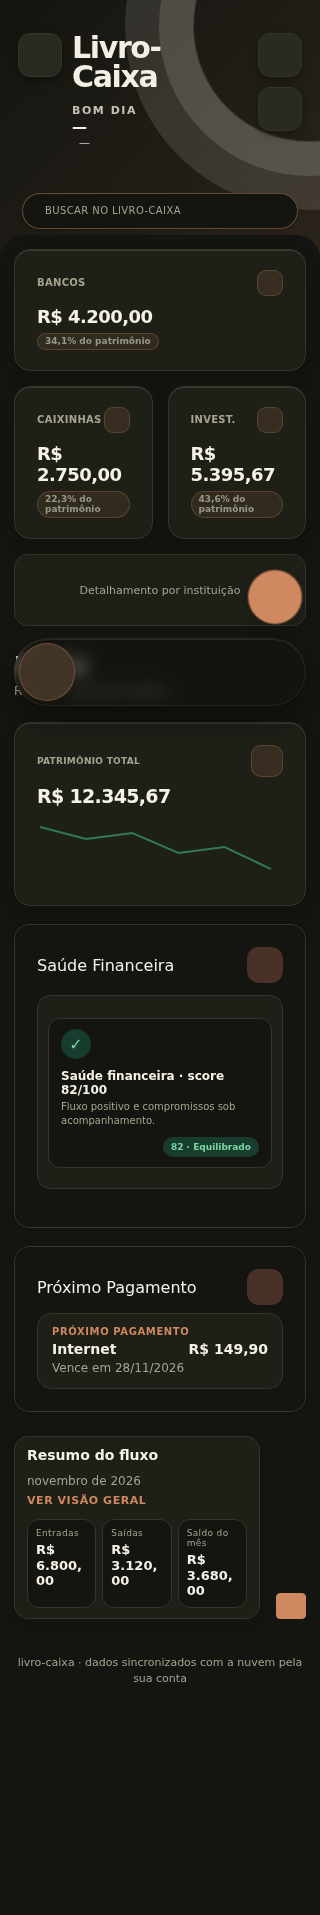 Livro-
Caixa
BOM DIA
—
—
BUSCAR NO LIVRO-CAIXA
BANCOS
R$ 4.200,00
34,1% do patrimônio
CAIXINHAS
R$
2.750,00
22,3% do
patrimônio
INVEST.
R$
5.395,67
43,6% do
patrimônio
Detalhamento por instituição
PATRIMÔNIO TOTAL
R$ 12.345,67
Saúde Financeira
✓
Saúde financeira · score
82/100
Fluxo positivo e compromissos sob
acompanhamento.
82 · Equilibrado
Próximo Pagamento
PRÓXIMO PAGAMENTO
Internet R$ 149,90
Vence em 28/11/2026
Resumo do fluxo
novembro de 2026
VER VISÃO GERAL
Entradas
R$
6.800,
00
Saídas
R$
3.120,
00
Saldo do
mês
R$
3.680,
00
livro-caixa · dados sincronizados com a nuvem pela
sua conta